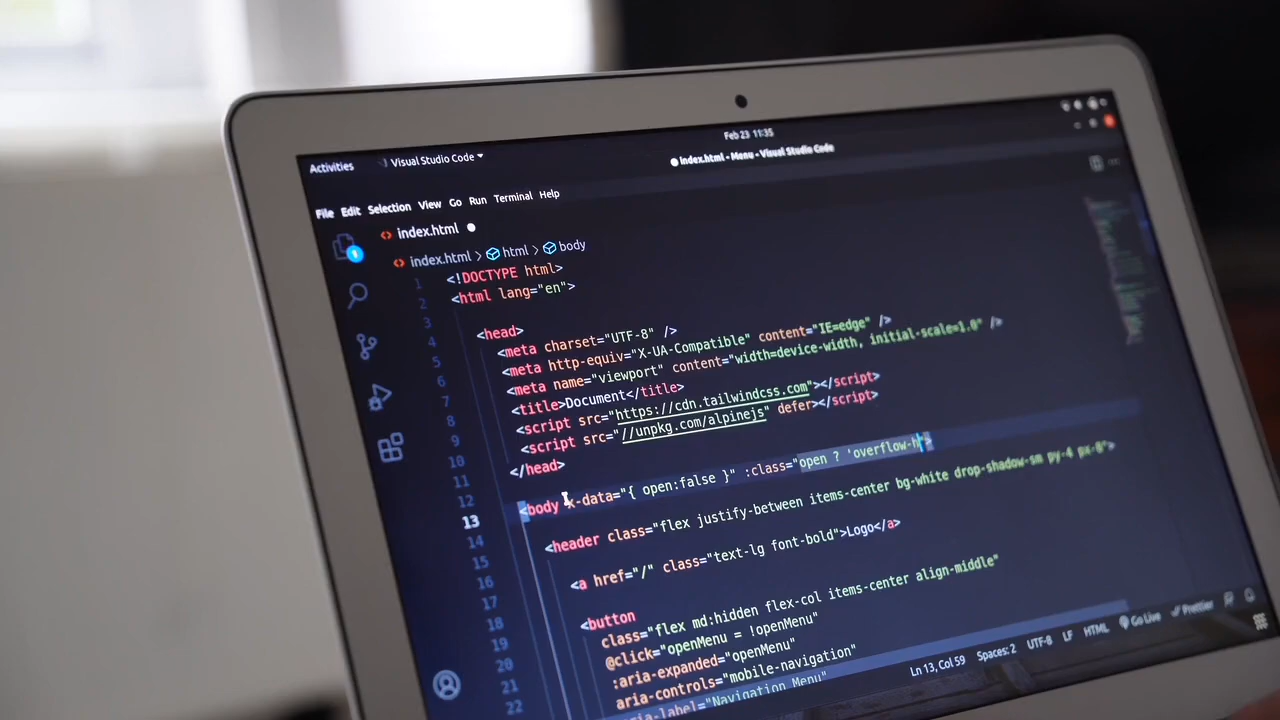 Feb 23 11:35
Activities
Visual Studio Code
index.html - Menu - Visual Studio Code
File Edit Selection View Go Run Terminal Help
index.html
index.html > html > body
1 <!DOCTYPE html>
2 <html lang="en">
3
4 <head>
5 <meta charset="UTF-8" />
6 <meta http-equiv="X-UA-Compatible" content="IE=edge" />
7 <meta name="viewport" content="width=device-width, initial-scale=1.0" />
8 <title>Document</title>
9 <script src="https://cdn.tailwindcss.com"></script>
10 <script src="//unpkg.com/alpinejs" defer></script>
11 </head>
12
13 <body x-data="{ open:false }" :class="open ? 'overflow-h">
14
15 <header class="flex justify-between items-center bg-white drop-shadow-sm py-4 px-8">
16
17 <a href="/" class="text-lg font-bold">Logo</a>
18
19 <button
20 class="flex md:hidden flex-col items-center align-middle"
21 @click="openMenu = !openMenu"
22 :aria-expanded="openMenu"
aria-controls="mobile-navigation"
aria-label="Navigation Menu"
Ln 13, Col 59 Spaces: 2 UTF-8 LF HTML Go Live Prettier